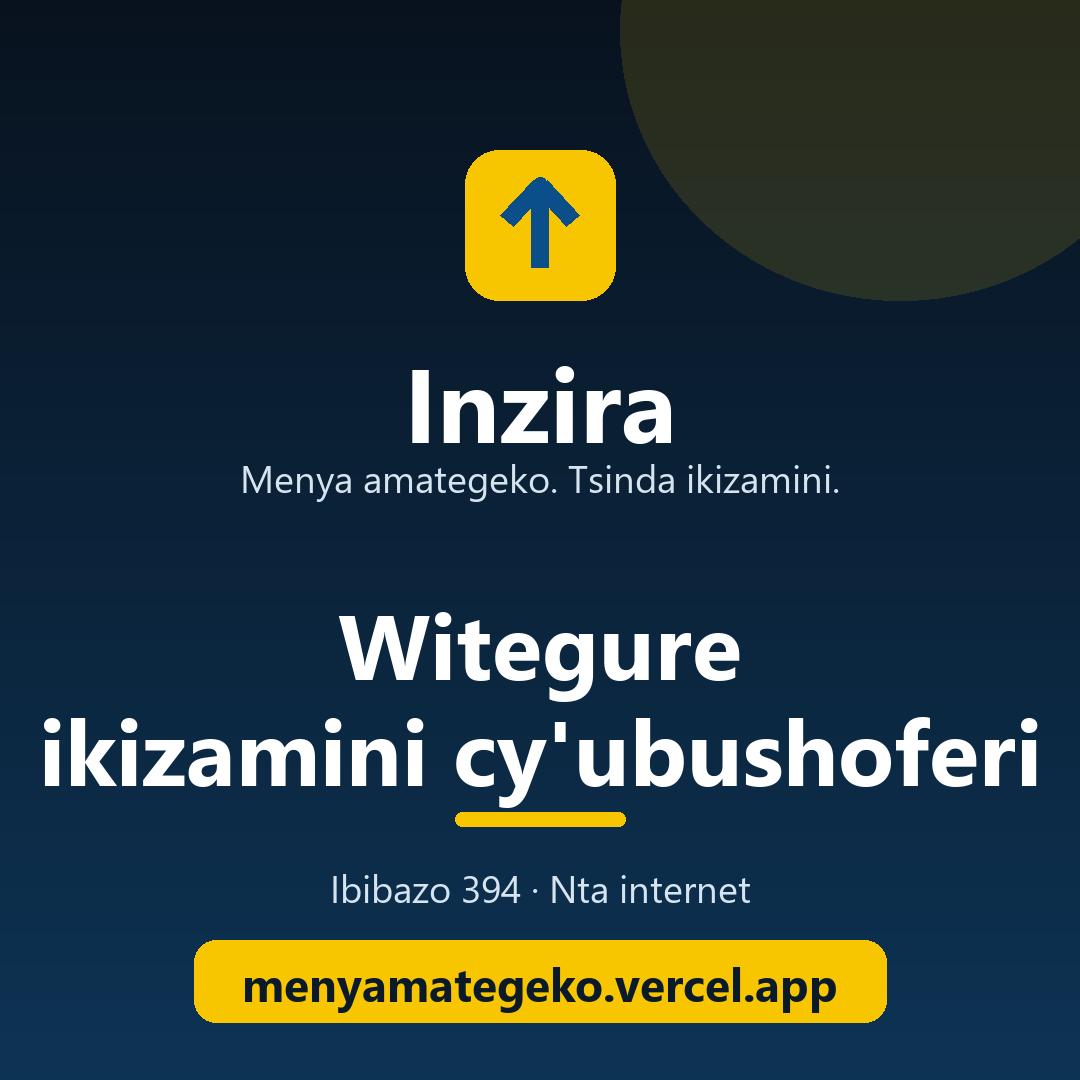 Inzira
Menya amategeko. Tsinda ikizamini.
Witegure
ikizamini cy'ubushoferi
Ibibazo 394 · Nta internet
menyamategeko.vercel.app